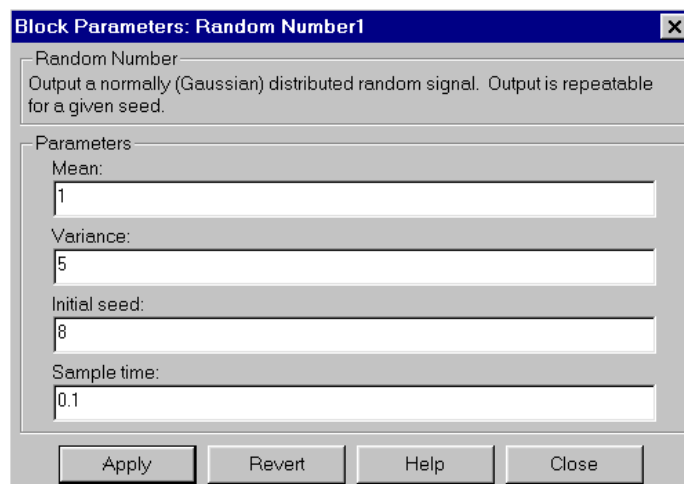 Block Parameters: Random Number1
Random Number
Output a normally (Gaussian) distributed random signal. Output is repeatable
for a given seed.
Parameters
Mean:
1
Variance:
5
Initial seed:
8
Sample time:
0.1
Apply Revert Help Close